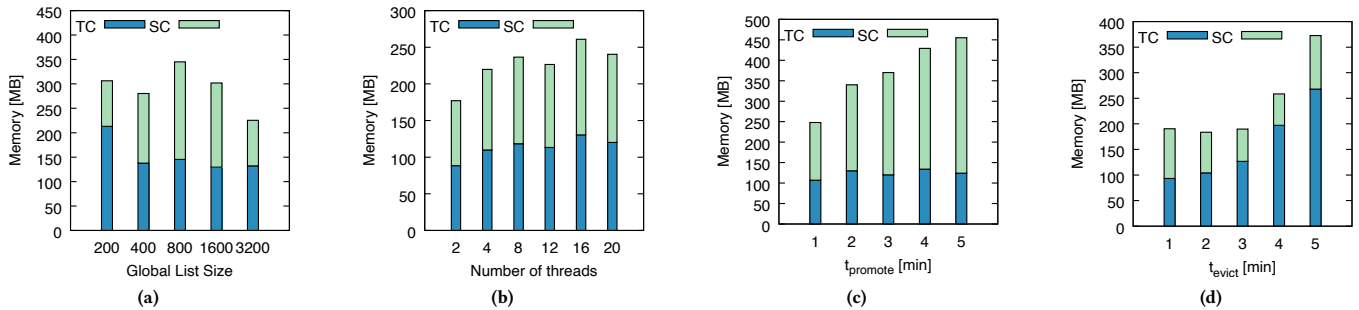 450
400
350
300
250
200
150
100
50
0
Memory [MB]
TC SC
200 400 800 1600 3200
Global List Size
(a)
300
250
200
150
100
50
0
Memory [MB]
TC SC
2 4 8 12 16 20
Number of threads
(b)
500
450
400
350
300
250
200
150
100
50
0
Memory [MB]
TC SC
1 2 3 4 5
t_promote [min]
(c)
400
350
300
250
200
150
100
50
0
Memory [MB]
TC SC
1 2 3 4 5
t_evict [min]
(d)